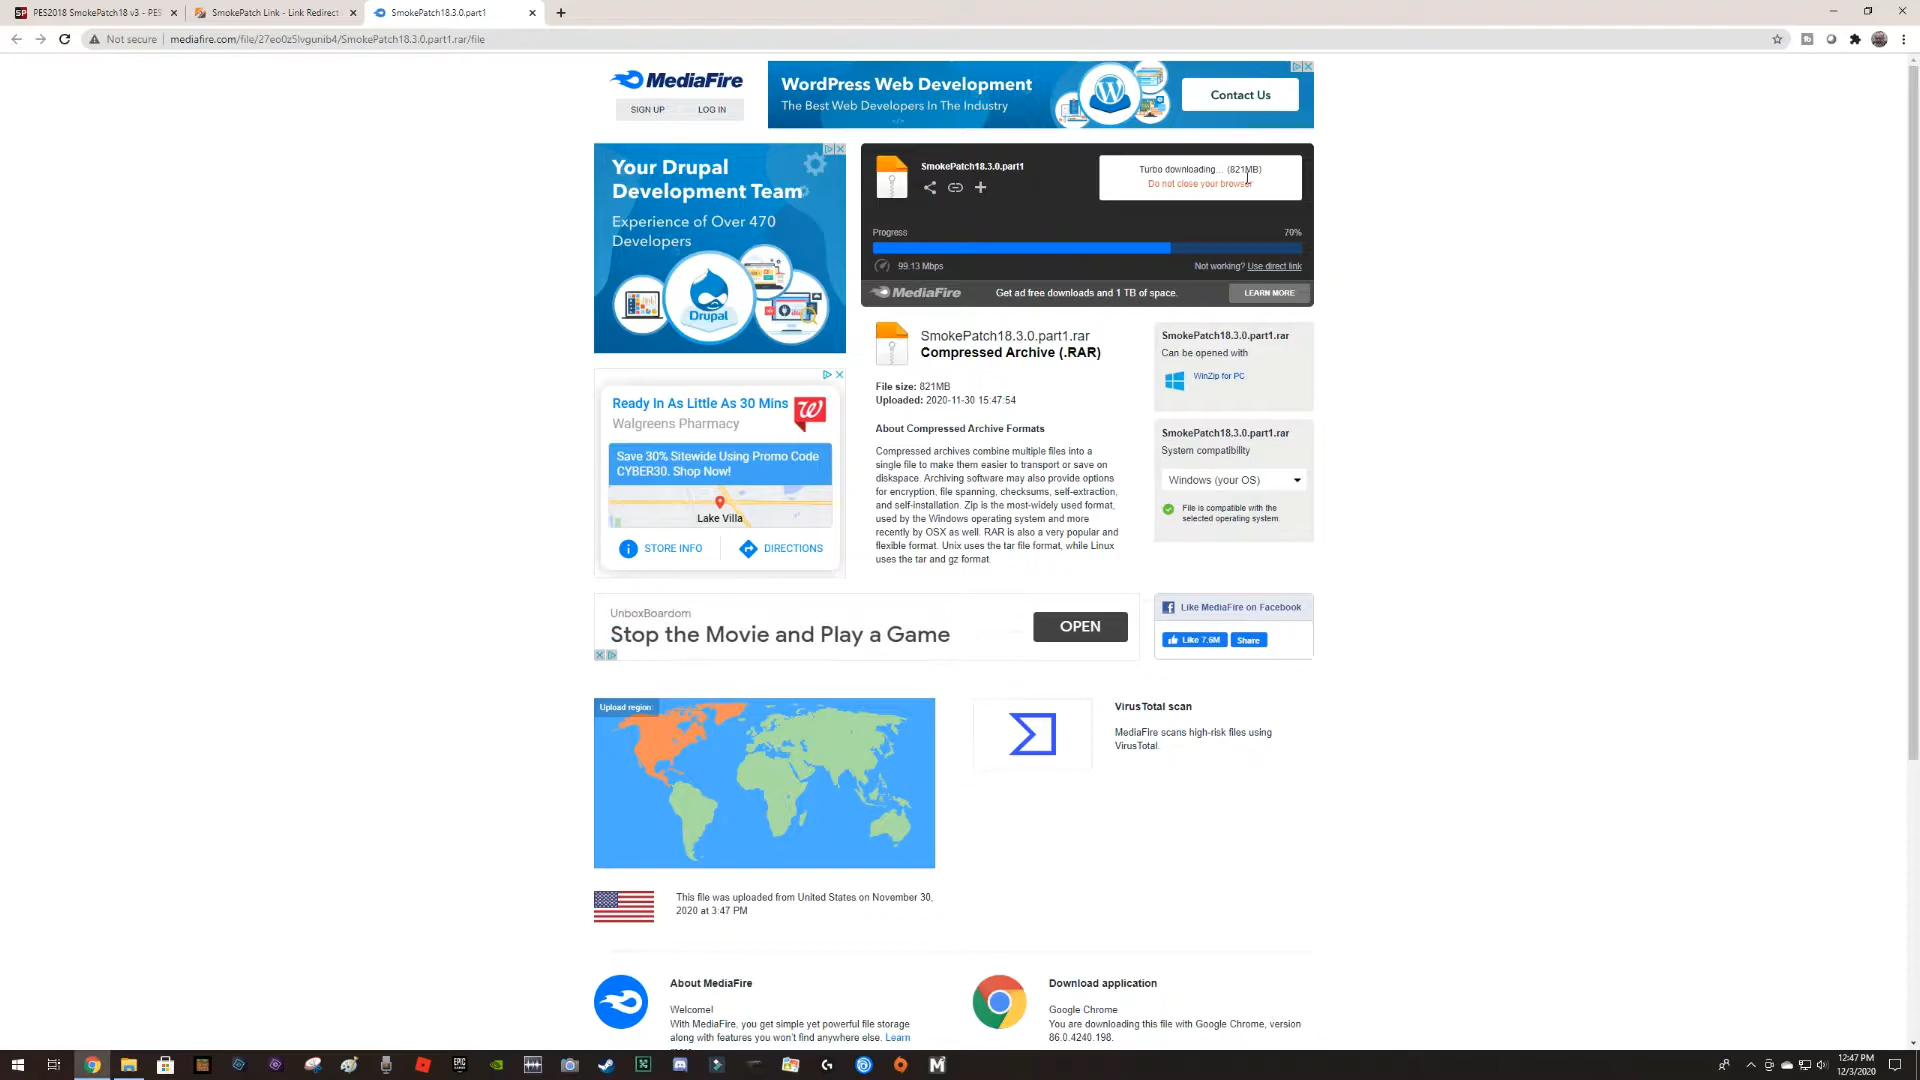 PES2018 SmokePatch18 v3 - PES
SmokePatch Link - Link Redirect
SmokePatch18.3.0.part1
Not secure
mediafire.com/file/27eo0z5lvgunib4/SmokePatch18.3.0.part1.rar/file
MediaFire
SIGN UP
LOG IN
WordPress Web Development
The Best Web Developers In The Industry
Contact Us
Your Drupal
Development Team
Experience of Over 470
Developers
Drupal
SmokePatch18.3.0.part1
Turbo downloading... (821MB)
Do not close your browser
Progress
70%
99.13 Mbps
Not working? Use direct link
MediaFire
Get ad free downloads and 1 TB of space.
LEARN MORE
SmokePatch18.3.0.part1.rar
Compressed Archive (.RAR)
File size: 821MB
Uploaded: 2020-11-30 15:47:54
About Compressed Archive Formats
Compressed archives combine multiple files into a
single file to make them easier to transport or save on
diskspace. Archiving software may also provide options
for encryption, file spanning, checksums, self-extraction,
and self-installation. Zip is the most-widely used format,
used by the Windows operating system and more
recently by OSX as well. RAR is also a very popular and
flexible format. Unix uses the tar file format, while Linux
uses the tar and gz format.
SmokePatch18.3.0.part1.rar
Can be opened with
WinZip for PC
SmokePatch18.3.0.part1.rar
System compatibility
Windows (your OS)
File is compatible with the
selected operating system.
Ready In As Little As 30 Mins
Walgreens Pharmacy
Save 30% Sitewide Using Promo Code
CYBER30. Shop Now!
Lake Villa
STORE INFO
DIRECTIONS
UnboxBoardom
Stop the Movie and Play a Game
OPEN
Like MediaFire on Facebook
Like 7.6M
Share
Upload region:
VirusTotal scan
MediaFire scans high-risk files using
VirusTotal.
This file was uploaded from United States on November 30,
2020 at 3:47 PM
About MediaFire
Welcome!
With MediaFire, you get simple yet powerful file storage
along with features you won't find anywhere else. Learn
Download application
Google Chrome
You are downloading this file with Google Chrome, version
86.0.4240.198.
EPIC
12:47 PM
12/3/2020